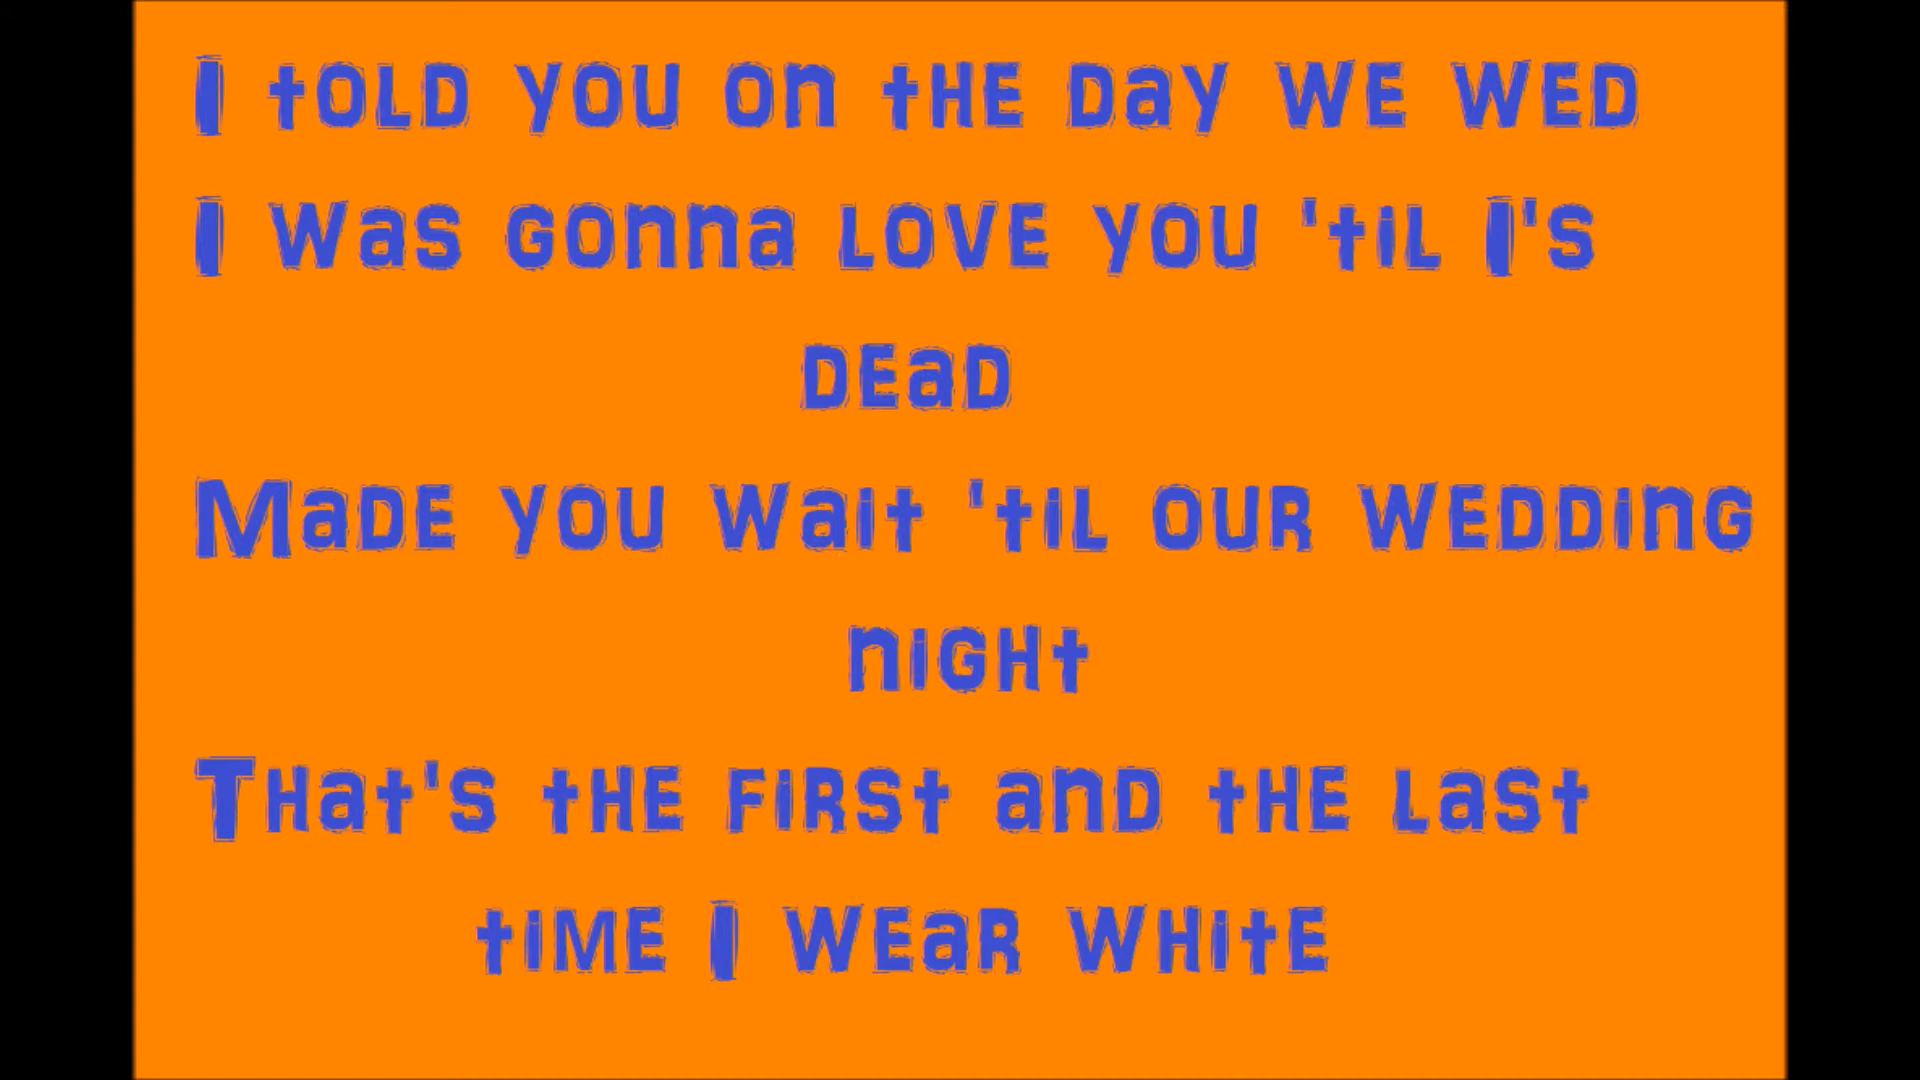 I told you on the day we wed
I was gonna love you 'til I's
dead
Made you wait 'til our wedding
night
That's the first and the last
time I wear white